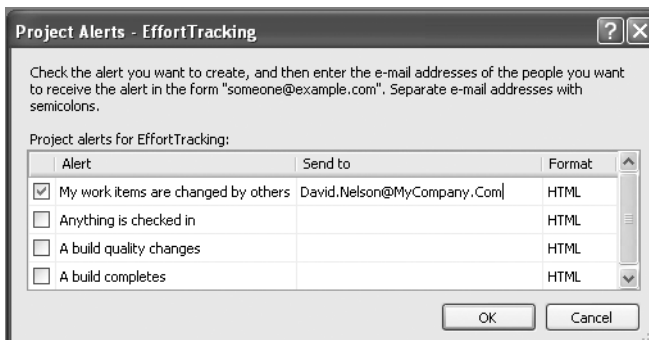 Project Alerts - EffortTracking
Check the alert you want to create, and then enter the e-mail addresses of the people you want
to receive the alert in the form "someone@example.com". Separate e-mail addresses with
semicolons.
Project alerts for EffortTracking:
Alert Send to Format
My work items are changed by others David.Nelson@MyCompany.Com HTML
Anything is checked in HTML
A build quality changes HTML
A build completes HTML
OK Cancel